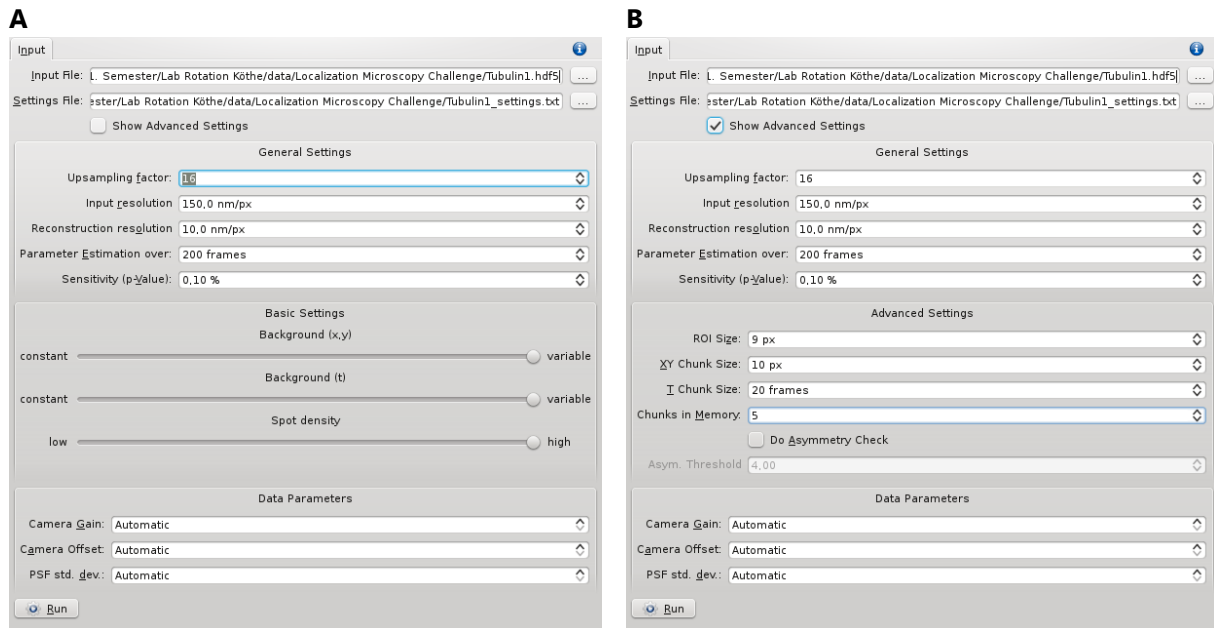 A
Input
Input File: l. Semester/Lab Rotation Köthe/data/Localization Microscopy Challenge/Tubulin1.hdf5 ...
Settings File: ester/Lab Rotation Köthe/data/Localization Microscopy Challenge/Tubulin1_settings.txt ...
Show Advanced Settings
General Settings
Upsampling factor: 16
Input resolution 150,0 nm/px
Reconstruction resolution 10,0 nm/px
Parameter Estimation over: 200 frames
Sensitivity (p-Value): 0,10 %
Basic Settings
Background (x,y)
constant variable
Background (t)
constant variable
Spot density
low high
Data Parameters
Camera Gain: Automatic
Camera Offset: Automatic
PSF std. dev.: Automatic
Run
B
Input
Input File: l. Semester/Lab Rotation Köthe/data/Localization Microscopy Challenge/Tubulin1.hdf5 ...
Settings File: ester/Lab Rotation Köthe/data/Localization Microscopy Challenge/Tubulin1_settings.txt ...
Show Advanced Settings
General Settings
Upsampling factor: 16
Input resolution 150,0 nm/px
Reconstruction resolution 10,0 nm/px
Parameter Estimation over: 200 frames
Sensitivity (p-Value): 0,10 %
Advanced Settings
ROI Size: 9 px
XY Chunk Size: 10 px
T Chunk Size: 20 frames
Chunks in Memory: 5
Do Asymmetry Check
Asym. Threshold 4,00
Data Parameters
Camera Gain: Automatic
Camera Offset: Automatic
PSF std. dev.: Automatic
Run